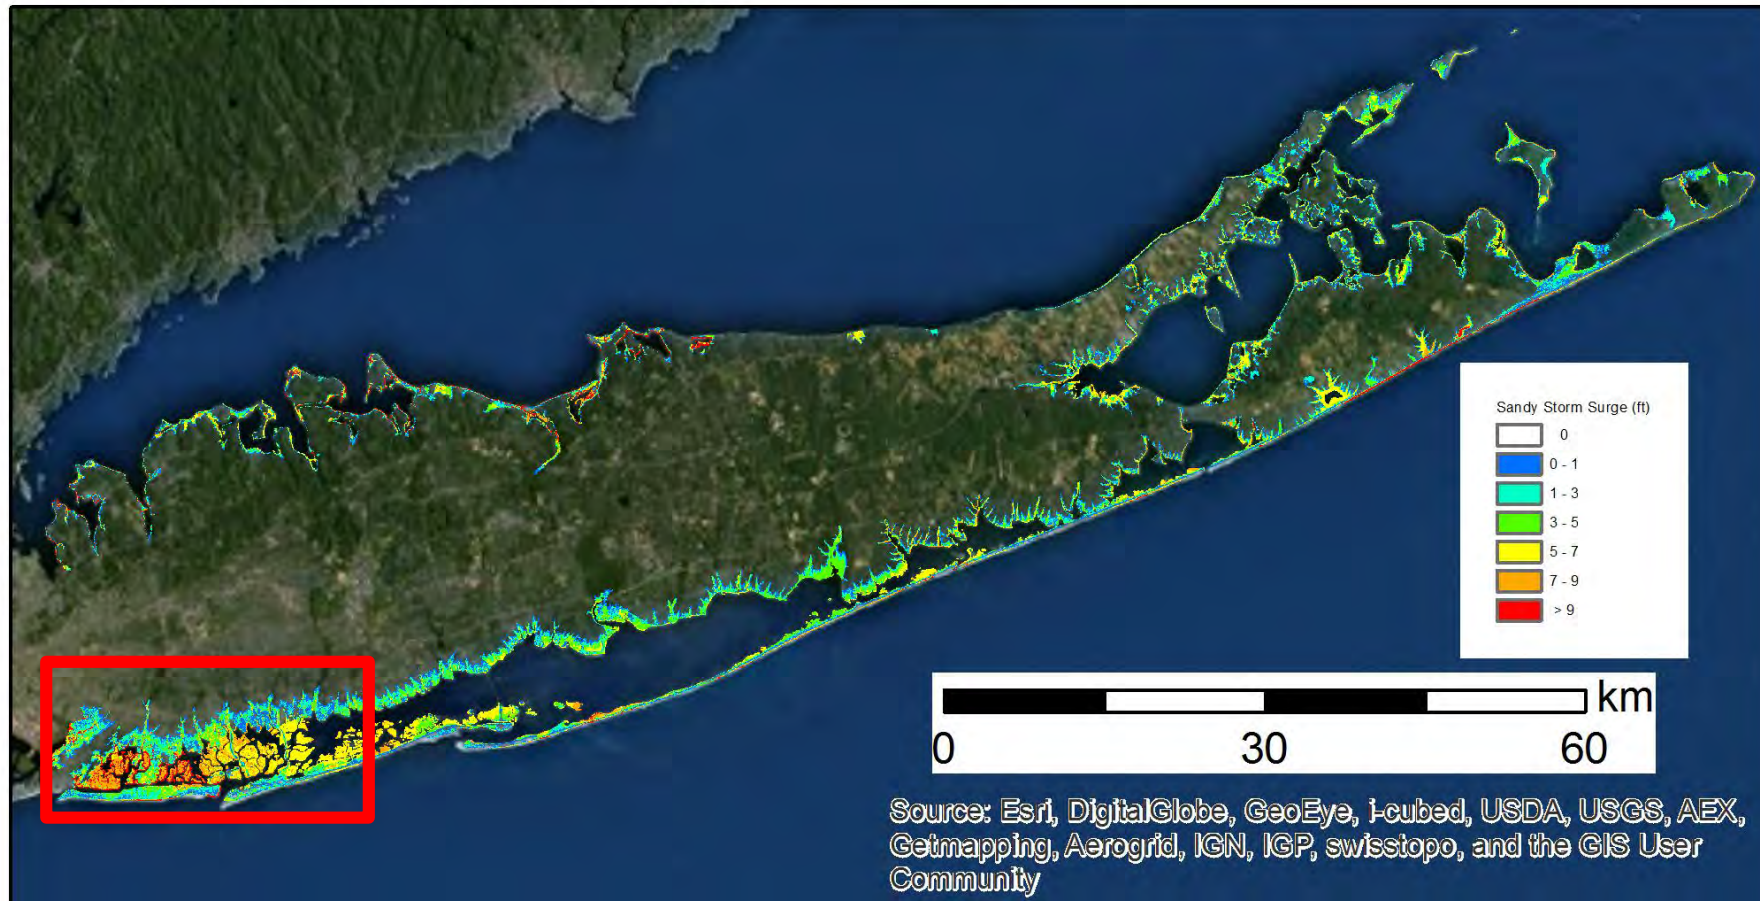 Sandy Storm Surge (ft)
0
0 - 1
1 - 3
3 - 5
5 - 7
7 - 9
> 9
km
0 30 60
Source: Esri, DigitalGlobe, GeoEye, i-cubed, USDA, USGS, AEX,
Getmapping, Aerogrid, IGN, IGP, swisstopo, and the GIS User
Community